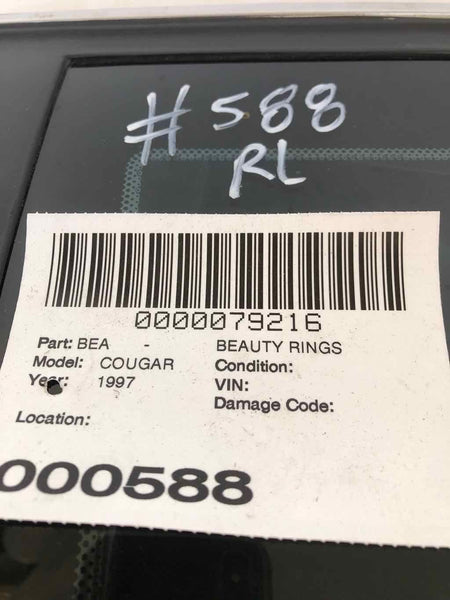 #588
RL
0000079216
Part: BEA - BEAUTY RINGS
Model: COUGAR Condition:
Year: 1997 VIN:
Damage Code:
Location:
000588